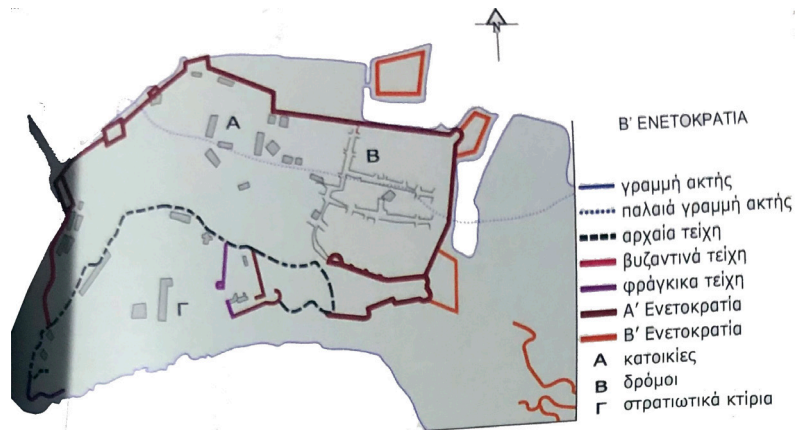 N
Β' ΕΝΕΤΟΚΡΑΤΙΑ
γραμμή ακτής
παλαιά γραμμή ακτής
αρχαία τείχη
βυζαντινά τείχη
φράγκικα τείχη
Α' Ενετοκρατία
Β' Ενετοκρατία
Α κατοικίες
Β δρόμοι
Γ στρατιωτικά κτίρια
Α
Β
Γ